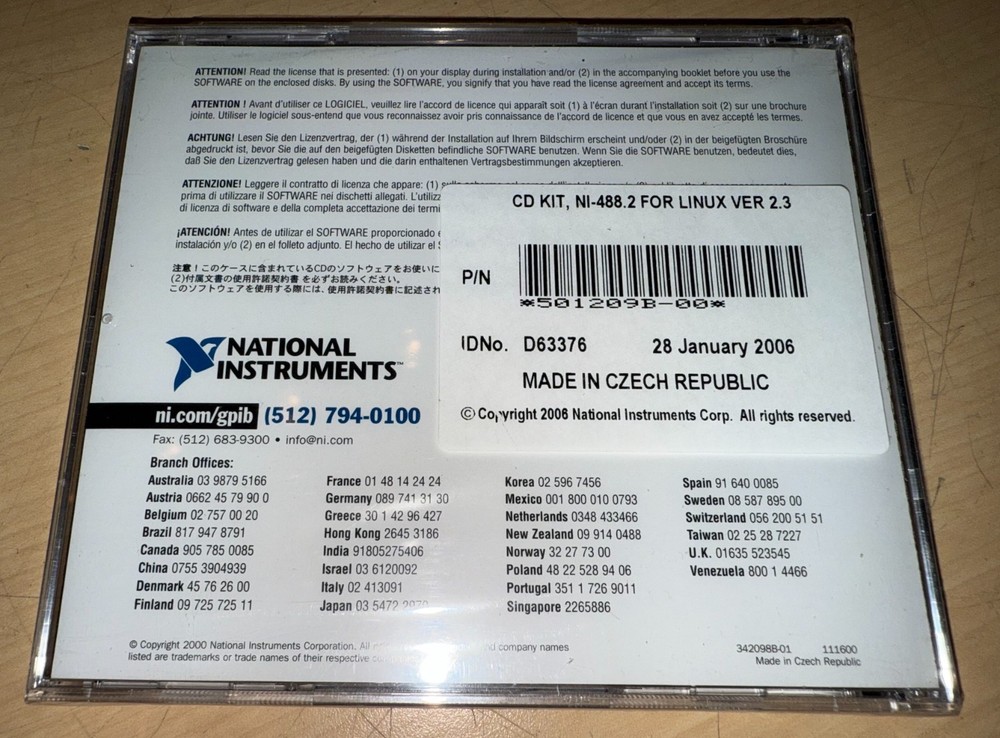 ATTENTION! Read the license that is presented: (1) on your display during installation and/or (2) in the accompanying booklet before you use the
SOFTWARE on the enclosed disks. By using the SOFTWARE, you signify that you have read the license agreement and accept its terms.
ATTENTION ! Avant d'utiliser ce LOGICIEL, veuillez lire l'accord de licence qui apparaît soit (1) à l'écran durant l'installation soit (2) sur une brochure
jointe. Utiliser le logiciel sous-entend que vous reconnaissez avoir pris connaissance de l'accord de licence et que vous en avez accepté les termes.
ACHTUNG! Lesen Sie den Lizenzvertrag, der (1) während der Installation auf Ihrem Bildschirm erscheint und/oder (2) in der beigefügten Broschüre
abgedruckt ist, bevor Sie die auf den beigefügten Disketten befindliche SOFTWARE benutzen. Wenn Sie die SOFTWARE benutzen, bedeutet dies,
daß Sie den Lizenzvertrag gelesen haben und die darin enthaltenen Vertragsbestimmungen akzeptieren.
ATTENZIONE! Leggere il contratto di licenza che appare: (1)
prima di utilizzare il SOFTWARE nei dischetti allegati. L'utiliz
di licenza di software e della completa accettazione dei termi
¡ATENCIÓN! Antes de utilizar el SOFTWARE proporcionado
instalación y/o (2) en el folleto adjunto. El hecho de utilizar el
注意！このケースに含まれているCDのソフトウェアをお使いに
(2)付属文書の使用許諾契約書 を必ずお読みください。
このソフトウェアを使用する際には、使用許諾契約書に記述され
CD KIT, NI-488.2 FOR LINUX VER 2.3
P/N
*501209B-00*
IDNo. D63376 28 January 2006
MADE IN CZECH REPUBLIC
© Copyright 2006 National Instruments Corp. All rights reserved.
NATIONAL
INSTRUMENTS™
ni.com/gpib (512) 794-0100
Fax: (512) 683-9300 • info@ni.com
Branch Offices:
Australia 03 9879 5166
Austria 0662 45 79 90 0
Belgium 02 757 00 20
Brazil 817 947 8791
Canada 905 785 0085
China 0755 3904939
Denmark 45 76 26 00
Finland 09 725 725 11
France 01 48 14 24 24
Germany 089 741 31 30
Greece 30 1 42 96 427
Hong Kong 2645 3186
India 91805275406
Israel 03 6120092
Italy 02 413091
Japan 03 5472 2970
Korea 02 596 7456
Mexico 001 800 010 0793
Netherlands 0348 433466
New Zealand 09 914 0488
Norway 32 27 73 00
Poland 48 22 528 94 06
Portugal 351 1 726 9011
Singapore 2265886
Spain 91 640 0085
Sweden 08 587 895 00
Switzerland 056 200 51 51
Taiwan 02 25 28 7227
U.K. 01635 523545
Venezuela 800 1 4466
© Copyright 2000 National Instruments Corporation. All company names
listed are trademarks or trade names of their respective
342098B-01 111600
Made in Czech Republic